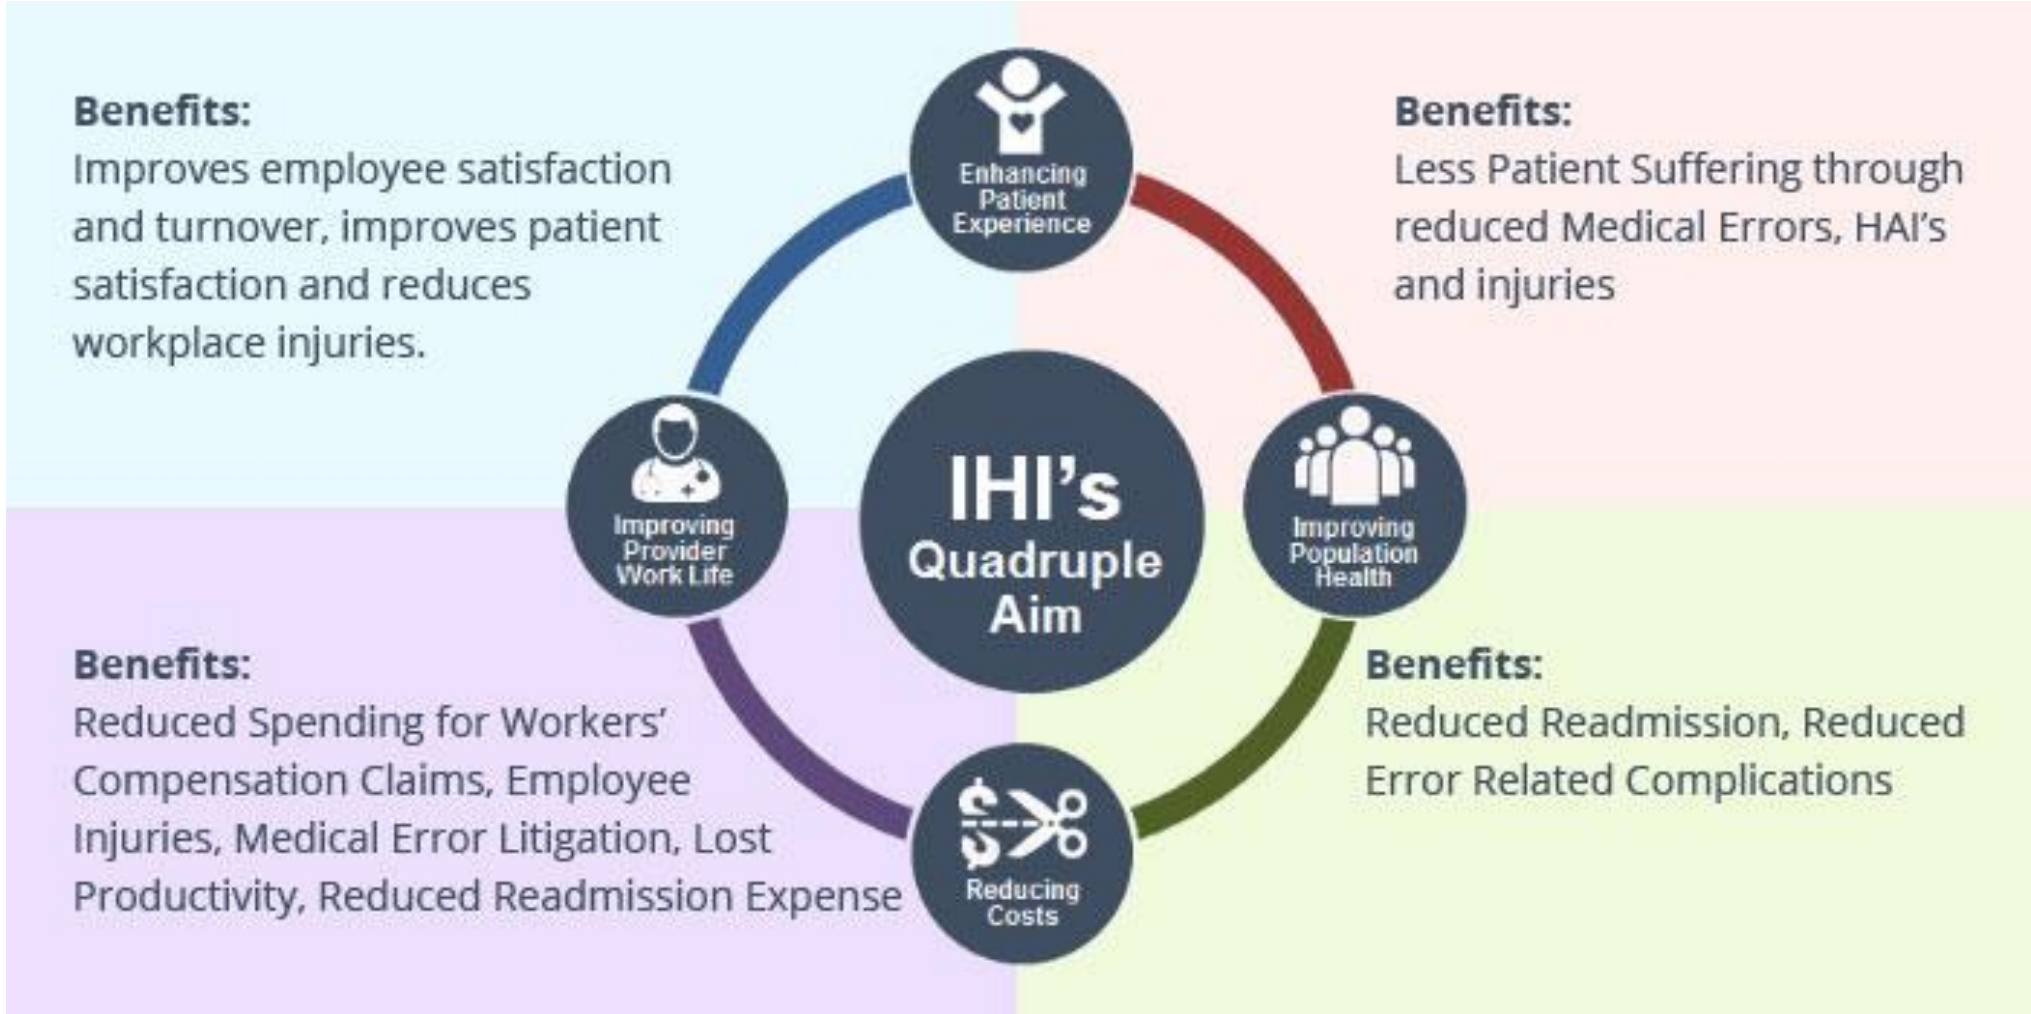 Benefits:
Improves employee satisfaction
and turnover, improves patient
satisfaction and reduces
workplace injuries.
Enhancing
Patient
Experience
Benefits:
Less Patient Suffering through
reduced Medical Errors, HAI's
and injuries
Improving
Provider
Work Life
IHI's
Quadruple
Aim
Improving
Population
Health
Benefits:
Reduced Spending for Workers'
Compensation Claims, Employee
Injuries, Medical Error Litigation, Lost
Productivity, Reduced Readmission Expense
Reducing
Costs
Benefits:
Reduced Readmission, Reduced
Error Related Complications